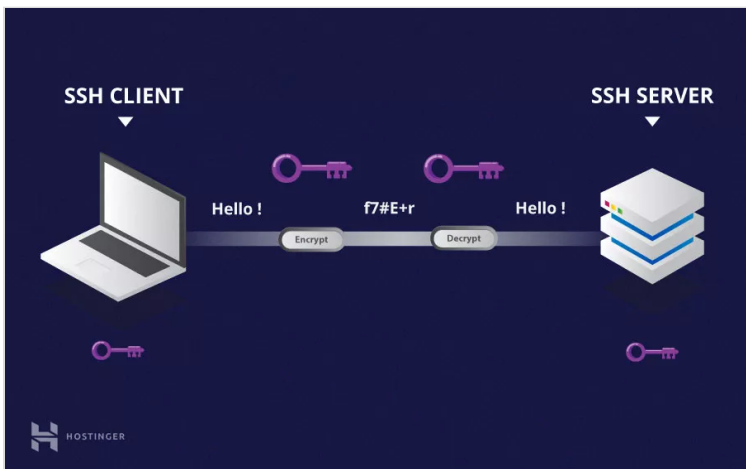 SSH CLIENT
SSH SERVER
Hello !
f7#E+r
Hello !
Encrypt
Decrypt
HOSTINGER